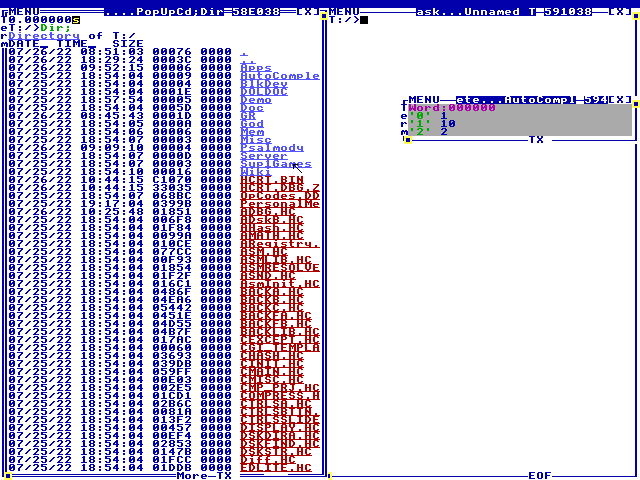 MENU ....PopUpCd;Dir 58E038 [X]
T0.000000s
T:/>Dir;
Directory of T:/
DATE_ TIME_ SIZE
07/26/22 08:51:03 00076 0000 .
07/26/22 18:29:24 0003C 0000 ..
07/26/22 09:52:15 00006 0000 Apps
07/25/22 18:54:04 00009 0000 AutoComple
07/25/22 18:54:04 00004 0000 BlkDev
07/25/22 18:54:04 0001E 0000 DOLDOC
07/25/22 18:57:54 00005 0000 Demo
07/25/22 18:54:04 0005D 0000 Doc
07/26/22 08:45:43 0001D 0000 GR
07/25/22 18:54:05 0000A 0000 God
07/25/22 18:54:06 00006 0000 Mem
07/25/22 18:54:07 00003 0000 Misc
07/26/22 09:09:10 00004 0000 Psalmody
07/25/22 18:54:07 0000D 0000 Server
07/25/22 18:54:07 00003 0000 SuplGames
07/25/22 18:54:10 00016 0000 Wiki
07/26/22 10:44:15 C1070 0000 HCRT.BIN
07/26/22 10:44:15 33035 0000 HCRT.DBG.Z
07/25/22 18:55:07 068BC 0000 OpCodes.DD
07/25/22 19:17:04 0399B 0000 PersonalMe
07/26/22 10:25:48 01851 0000 ADBG.HC
07/25/22 18:54:04 006F8 0000 ADskB.HC
07/25/22 18:54:04 01F84 0000 AHash.HC
07/25/22 18:54:04 0099A 0000 AMATH.HC
07/25/22 18:54:04 010CE 0000 ARegistry.
07/25/22 18:54:04 077CC 0000 ASM.HC
07/25/22 18:54:04 00F93 0000 ASMLIB.HC
07/25/22 18:54:04 01854 0000 ASMRESOLVE
07/25/22 18:54:04 01F2F 0000 ASND.HC
07/25/22 18:54:04 016C1 0000 AsmInit.HC
07/25/22 18:54:04 0486F 0000 BACKA.HC
07/25/22 18:54:04 04EA6 0000 BACKB.HC
07/25/22 18:54:04 05442 0000 BACKC.HC
07/25/22 18:54:04 0451E 0000 BACKFA.HC
07/25/22 18:54:04 04D55 0000 BACKFB.HC
07/25/22 18:54:04 04B7F 0000 BACKLIB.HC
07/25/22 18:54:04 017AC 0000 CEXCEPT.HC
07/25/22 18:54:04 00060 0000 CGI_TEMPLA
07/25/22 18:54:04 03693 0000 CHASH.HC
07/25/22 18:54:04 039DB 0000 CINIT.HC
07/25/22 18:54:04 059FF 0000 CMAIN.HC
07/25/22 18:54:04 00E03 0000 CMISC.HC
07/25/22 18:54:04 002E5 0000 CMP_PRJ.HC
07/25/22 18:54:04 01CD1 0000 COMPRESS.H
07/25/22 18:54:04 02B6C 0000 CTRLSA.HC
07/25/22 18:54:04 0081A 0000 CTRLSBTTN.
07/25/22 18:54:04 013F2 0000 CTRLSSLIDE
07/25/22 18:54:04 00457 0000 DISPLAY.HC
07/25/22 18:54:04 00EF4 0000 DSKDIRA.HC
07/25/22 18:54:04 02853 0000 DSKFIND.HC
07/25/22 18:54:04 0147B 0000 DSKSTR.HC
07/25/22 18:54:04 01FCC 0000 Diff.HC
07/25/22 18:54:04 01DDB 0000 EDLITE.HC
More-TX
MENU ask...Unnamed T 591038 [X]
T:/>
MENU ete...AutoCompl 594[X]
Word:000000
'0' 1
'1' 10
'2' 2
TX
EOF